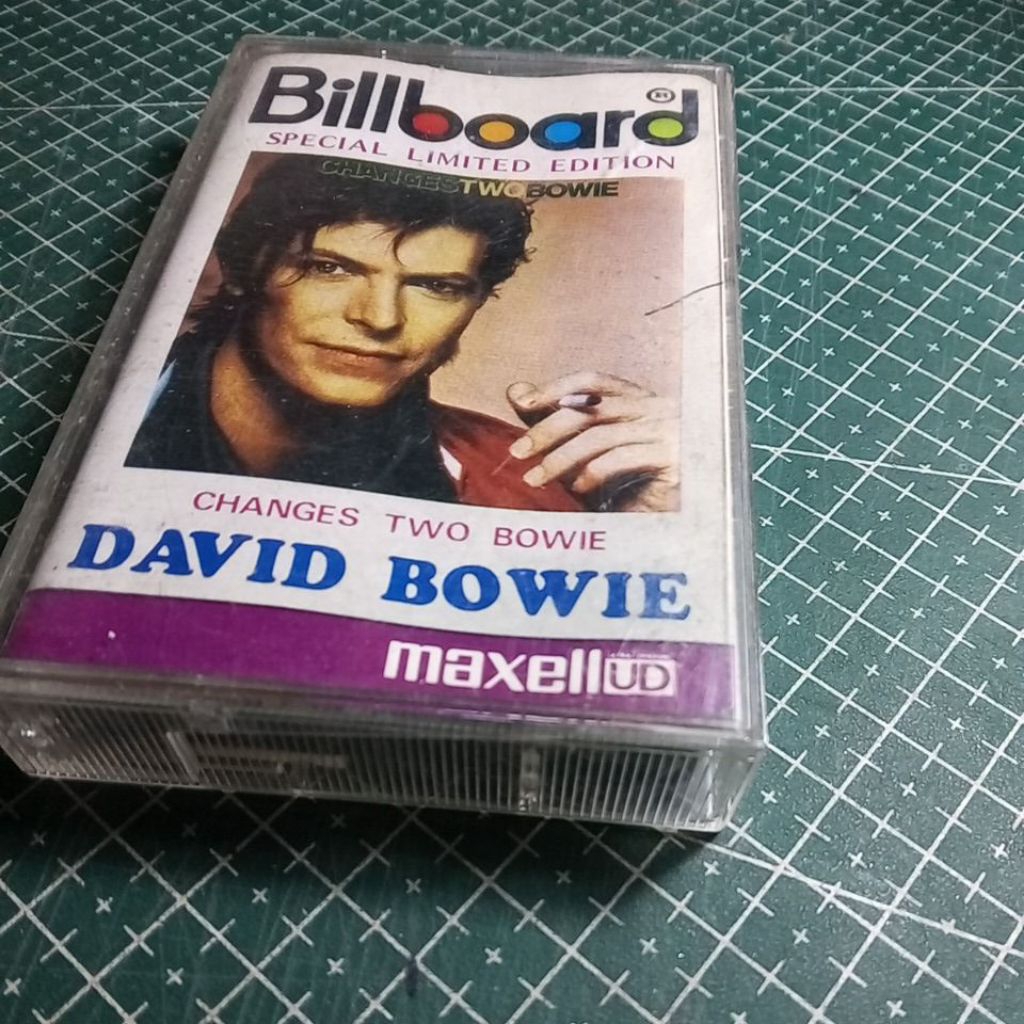 Billboard®
SPECIAL LIMITED EDITION
CHANGESTWOBOWIE
CHANGES TWO BOWIE
DAVID BOWIE
maxell UD